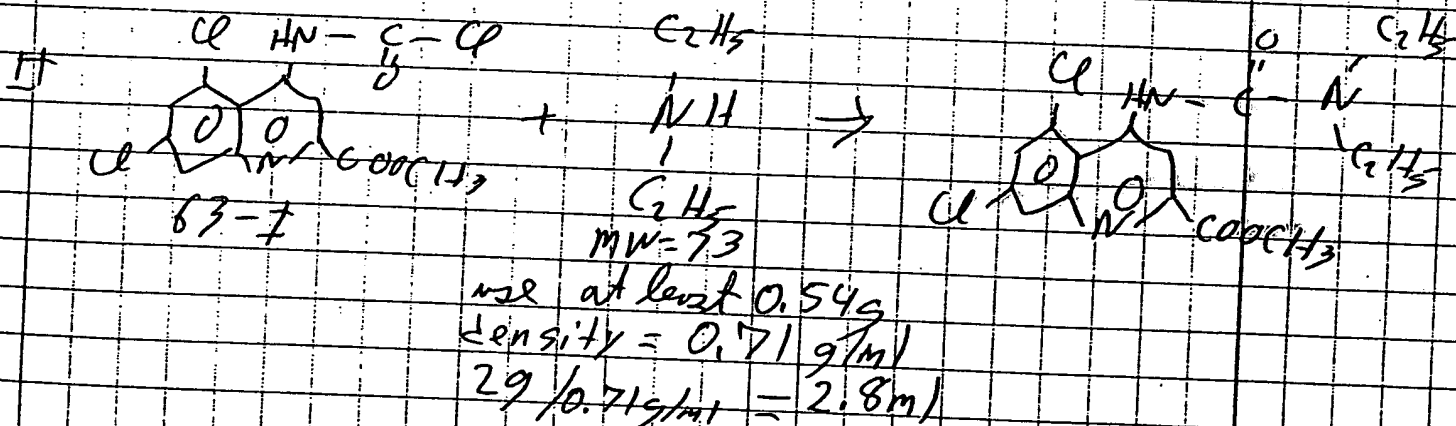 II
Cl HN - C - Cl
O
Cl N COOCH3
63-I
+
C2H5
NH
C2H5
MW=73
→
Cl HN - C - N C2H5
O
C2H5
Cl N COOCH3
use at least 0.54g
density = 0.71 g/ml
2g/0.71g/ml = 2.8ml